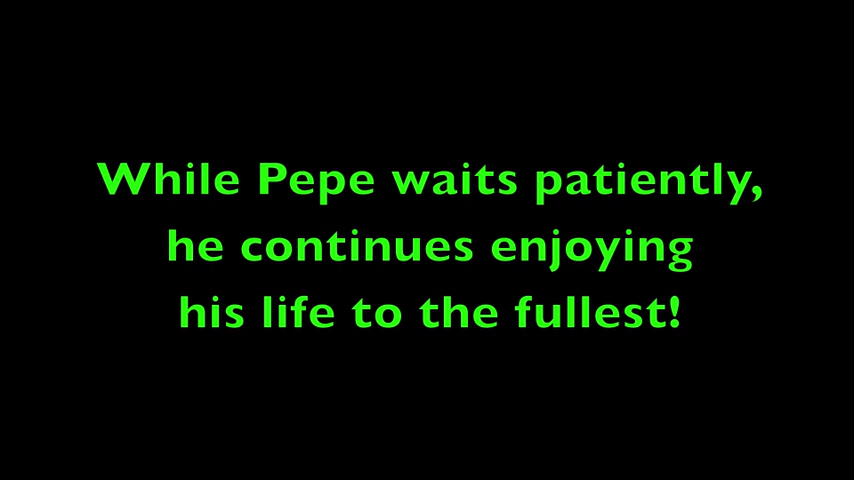 While Pepe waits patiently,
he continues enjoying
his life to the fullest!